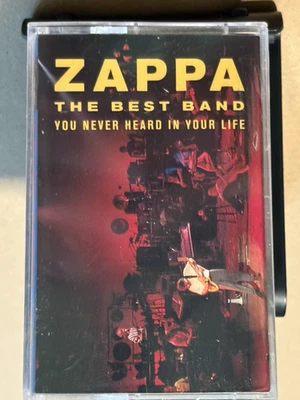 ZAPPA
THE BEST BAND
YOU NEVER HEARD IN YOUR LIFE